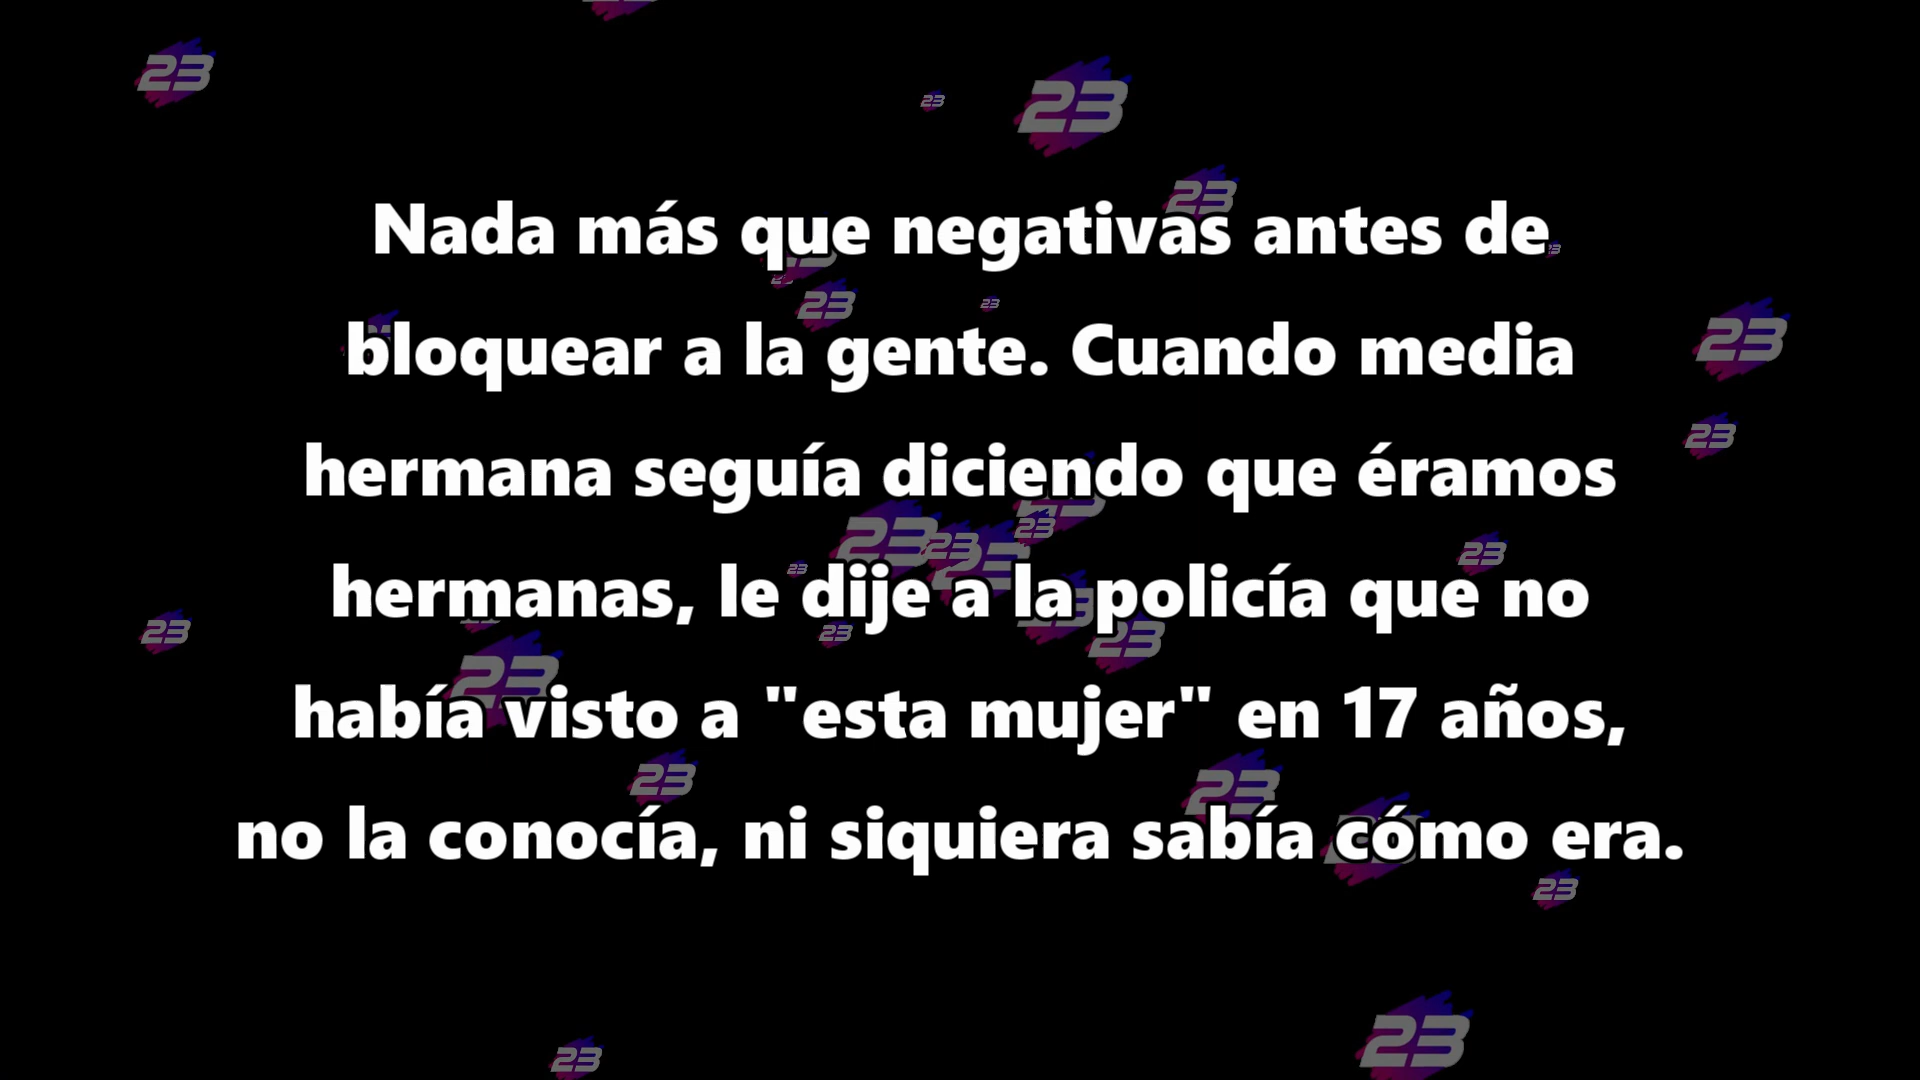 Nada más que negativas antes de
bloquear a la gente. Cuando media
hermana seguía diciendo que éramos
hermanas, le dije a la policía que no
había visto a "esta mujer" en 17 años,
no la conocía, ni siquiera sabía cómo era.
23